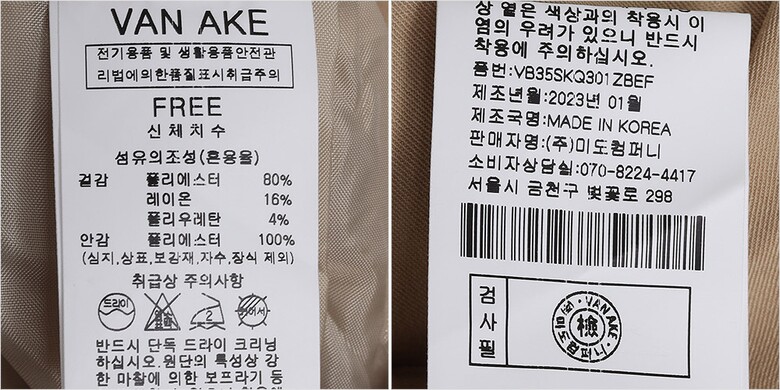 VAN AKE
전기용품 및 생활용품안전관
리법에의한품질표시취급주의
FREE
신체치수
섬유의조성(혼용율)
겉감 폴리에스터 80%
레이온 16%
폴리우레탄 4%
안감 폴리에스터 100%
(심지,상표,보강재,자수,장식 제외)
취급상 주의사항
드라이
염소표백
2
반드시 단독 드라이 크리닝
하십시오.원단의 특성상 강
한 마찰에 의한 보프라기 등
상 옅은 색상과의 착용시 이
염의 우려가 있으니 반드시
착용에 주의하십시오.
품번:VB35SKQ301ZBEF
제조년월:2023년 01월
제조국명:MADE IN KOREA
판매자명:(주)미도컴퍼니
소비자상담실:070-8224-4417
서울시 금천구 벚꽃로 298
검사필
VAN AKE
檢
(주)미도컴퍼니